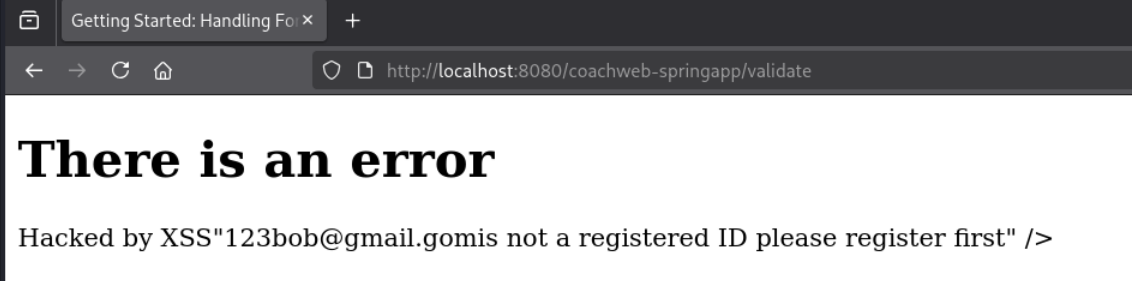 Getting Started: Handling For
http://localhost:8080/coachweb-springapp/validate
There is an error
Hacked by XSS"123bob@gmail.gomis not a registered ID please register first" />